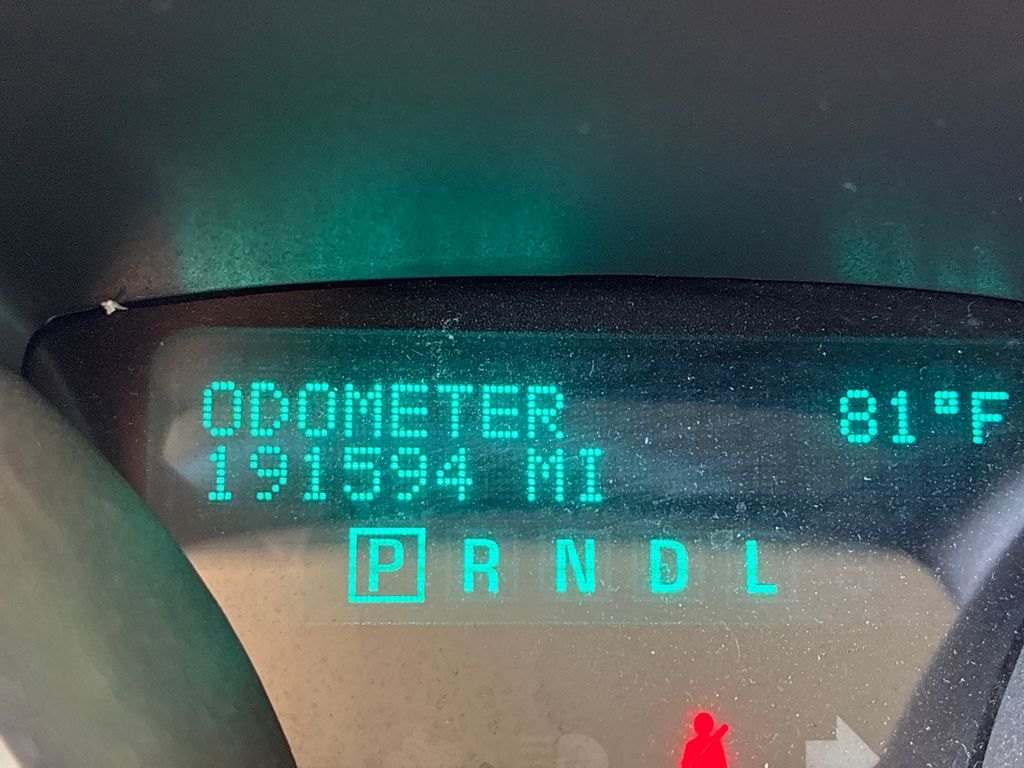 ODOMETER 81°F
191594 MI
P R N D L